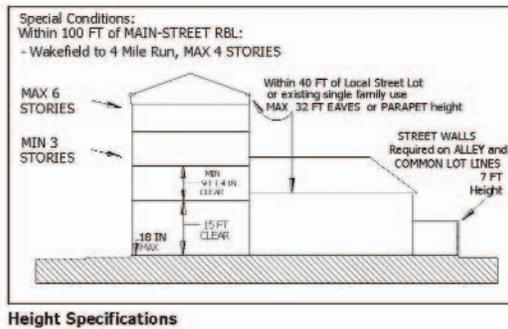 Special Conditions:
Within 100 FT of MAIN-STREET RBL:
- Wakefield to 4 Mile Run, MAX 4 STORIES
MAX 6
STORIES
Within 40 FT of Local Street Lot
or existing single family use
MAX 32 FT EAVES or PARAPET height
MIN 3
STORIES
STREET WALLS
Required on ALLEY and
COMMON LOT LINES
7 FT
Height
MIN
9 FT 4 IN
CLEAR
15 FT
CLEAR
18 IN
MAX
Height Specifications